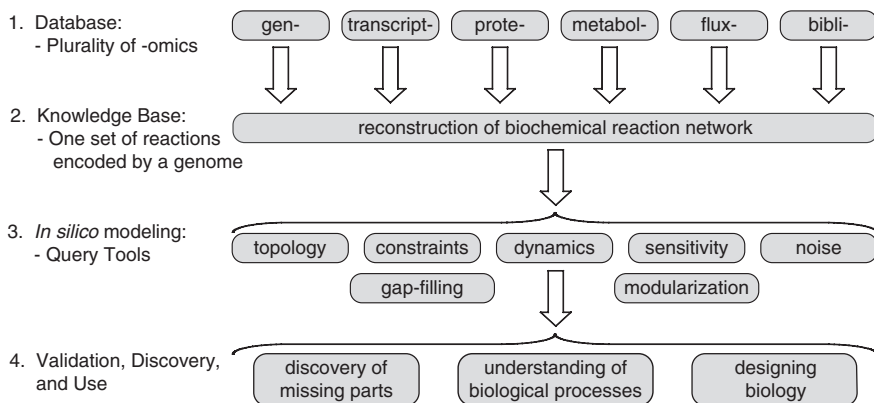 1. Database:
- Plurality of -omics
gen-
transcript-
prote-
metabol-
flux-
bibli-
2. Knowledge Base:
- One set of reactions
encoded by a genome
reconstruction of biochemical reaction network
3. In silico modeling:
- Query Tools
topology
constraints
dynamics
sensitivity
noise
gap-filling
modularization
4. Validation, Discovery,
and Use
discovery of
missing parts
understanding of
biological processes
designing
biology